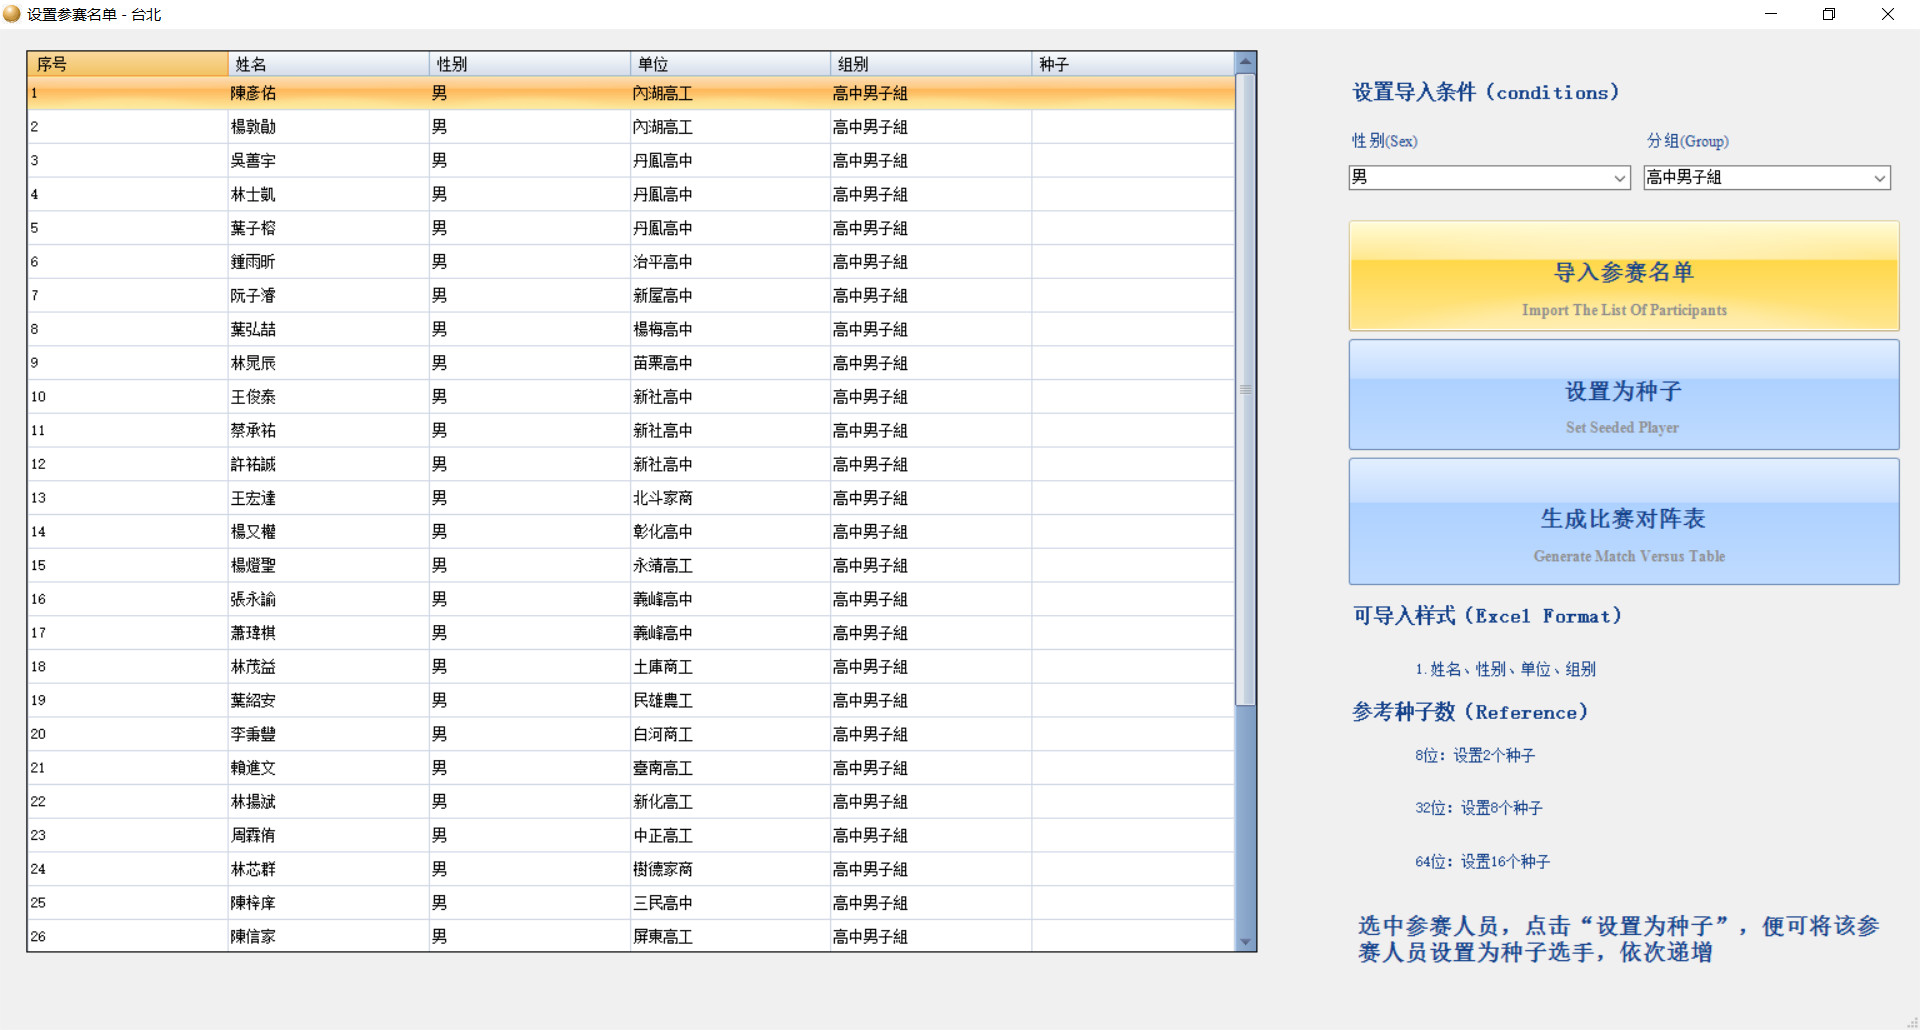 设置参赛名单 - 台北
序号 姓名 性别 单位 组别 种子
1 陳彥佑 男 內湖高工 高中男子組
2 楊敦勛 男 內湖高工 高中男子組
3 吳善宇 男 丹鳳高中 高中男子組
4 林士凱 男 丹鳳高中 高中男子組
5 葉子榕 男 丹鳳高中 高中男子組
6 鍾雨昕 男 治平高中 高中男子組
7 阮子濬 男 新屋高中 高中男子組
8 葉弘喆 男 楊梅高中 高中男子組
9 林晁辰 男 苗栗高中 高中男子組
10 王俊泰 男 新社高中 高中男子組
11 蔡承祐 男 新社高中 高中男子組
12 許祐誠 男 新社高中 高中男子組
13 王宏達 男 北斗家商 高中男子組
14 楊又權 男 彰化高中 高中男子組
15 楊燈聖 男 永靖高工 高中男子組
16 張永諭 男 義峰高中 高中男子組
17 蕭瑋棋 男 義峰高中 高中男子組
18 林茂益 男 土庫商工 高中男子組
19 葉紹安 男 民雄農工 高中男子組
20 李秉豐 男 白河商工 高中男子組
21 賴進文 男 臺南高工 高中男子組
22 林揚斌 男 新化高工 高中男子組
23 周霖侑 男 中正高工 高中男子組
24 林芯群 男 樹德家商 高中男子組
25 陳梓庠 男 三民高中 高中男子組
26 陳信家 男 屏東高工 高中男子組
设置导入条件（conditions）
性别(Sex) 分组(Group)
男 高中男子組
导入参赛名单
Import The List Of Participants
设置为种子
Set Seeded Player
生成比赛对阵表
Generate Match Versus Table
可导入样式（Excel Format）
1.姓名、性别、单位、组别
参考种子数（Reference）
8位：设置2个种子
32位：设置8个种子
64位：设置16个种子
选中参赛人员，点击“设置为种子”，便可将该参
赛人员设置为种子选手，依次递增